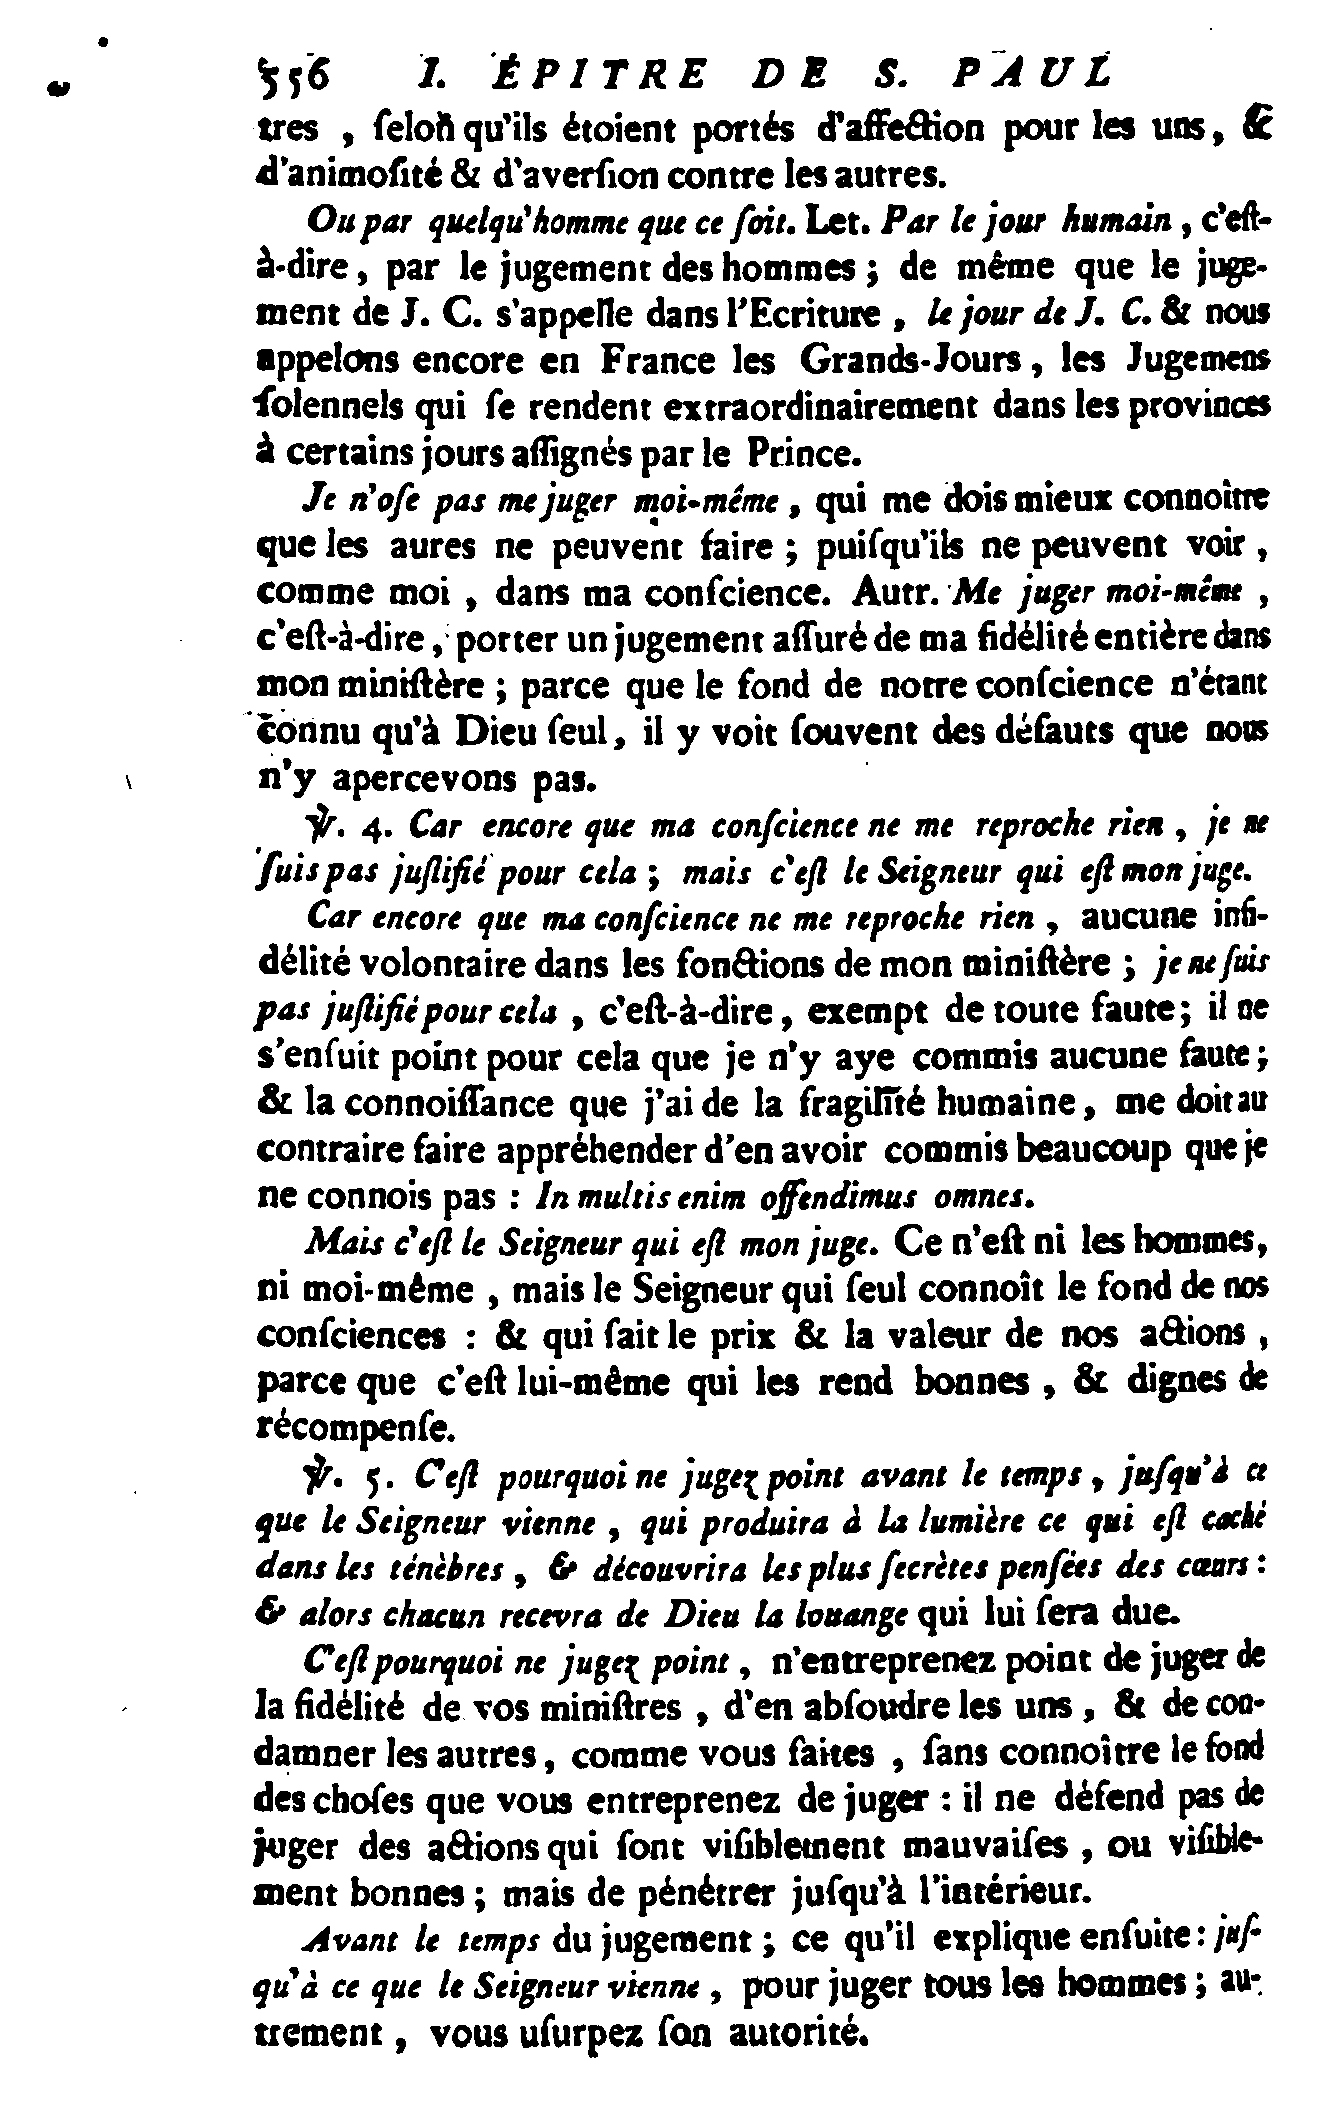 556 I. ÉPITRE DE S. PAUL
tres , ſelon qu'ils étoient portés d'affection pour les uns, &
d'animoſité & d'averſion contre les autres.
Ou par quelqu'homme que ce ſoit. Let. Par le jour humain , c'eſt-
à-dire, par le jugement des hommes ; de même que le juge-
ment de J. C. s'appelle dans l'Ecriture , le jour de J. C. & nous
appelons encore en France les Grands-Jours, les Jugemens
ſolennels qui ſe rendent extraordinairement dans les provinces
à certains jours aſſignés par le Prince.
Je n'oſe pas me juger moi-même , qui me dois mieux connoître
que les aures ne peuvent faire ; puiſqu'ils ne peuvent voir ,
comme moi , dans ma conſcience. Autr. Me juger moi-même ,
c'eſt-à-dire , porter un jugement aſſuré de ma fidélité entière dans
mon miniſtère ; parce que le fond de notre conſcience n'étant
connu qu'à Dieu ſeul, il y voit ſouvent des défauts que nous
n'y apercevons pas.
℣. 4. Car encore que ma conſcience ne me reproche rien , je ne
ſuis pas juſtifié pour cela ; mais c'eſt le Seigneur qui eſt mon juge.
Car encore que ma conſcience ne me reproche rien , aucune infi-
délité volontaire dans les fonctions de mon miniſtère ; je ne ſuis
pas juſtifié pour cela , c'eſt-à-dire, exempt de toute faute ; il ne
s'enſuit point pour cela que je n'y aye commis aucune faute ;
& la connoiſſance que j'ai de la fragilité humaine, me doit au
contraire faire appréhender d'en avoir commis beaucoup que je
ne connois pas : In multis enim offendimus omnes.
Mais c'eſt le Seigneur qui eſt mon juge. Ce n'eſt ni les hommes,
ni moi-même , mais le Seigneur qui ſeul connoît le fond de nos
conſciences : & qui fait le prix & la valeur de nos actions ,
parce que c'eſt lui-même qui les rend bonnes , & dignes de
récompenſe.
℣. 5. C'eſt pourquoi ne jugez point avant le temps , juſqu'à ce
que le Seigneur vienne , qui produira à la lumière ce qui eſt caché
dans les ténèbres , & découvrira les plus ſecrètes penſées des cœurs :
& alors chacun recevra de Dieu la louange qui lui ſera due.
C'eſt pourquoi ne jugez point , n'entreprenez point de juger de
la fidélité de vos miniſtres , d'en abſoudre les uns , & de con-
damner les autres, comme vous faites , ſans connoître le fond
des choſes que vous entreprenez de juger : il ne défend pas de
juger des actions qui ſont viſiblement mauvaiſes , ou viſible-
ment bonnes ; mais de pénétrer juſqu'à l'intérieur.
Avant le temps du jugement ; ce qu'il explique enſuite : juſ-
qu'à ce que le Seigneur vienne , pour juger tous les hommes ; au-
trement , vous uſurpez ſon autorité.